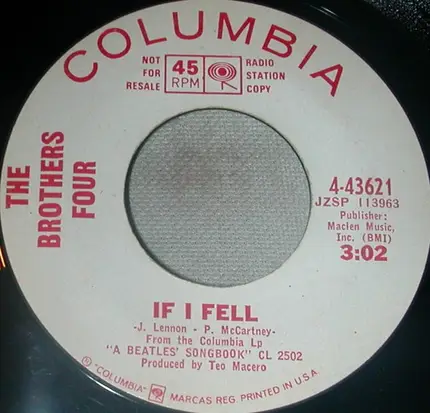 COLUMBIA
NOT
FOR
RESALE
45
RPM
RADIO
STATION
COPY
THE
BROTHERS
FOUR
4-43621
JZSP 113963
Publisher:
Maclen Music,
Inc. (BMI)
3:02
IF I FELL
-J. Lennon - P. McCartney-
From the Columbia Lp
"A BEATLES' SONGBOOK" CL 2502
Produced by Teo Macero
® "COLUMBIA" MARCAS REG. PRINTED IN U.S.A.